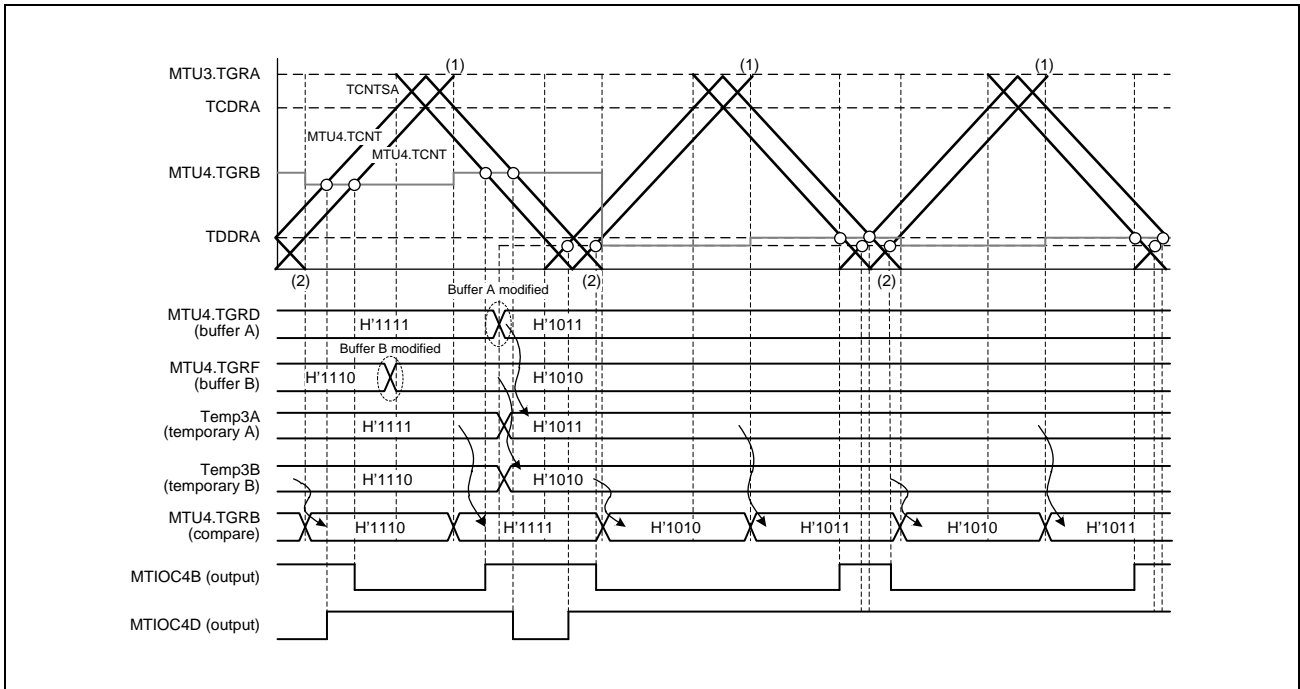 MTU3.TGRA
(1)
(1)
(1)
TCNTSA
TCDRA
MTU4.TCNT
MTU4.TCNT
MTU4.TGRB
TDDRA
(2)
(2)
(2)
Buffer A modified
MTU4.TGRD
(buffer A)
H'1111
H'1011
Buffer B modified
MTU4.TGRF
(buffer B)
H'1110
H'1010
Temp3A
(temporary A)
H'1111
H'1011
Temp3B
(temporary B)
H'1110
H'1010
MTU4.TGRB
(compare)
H'1110
H'1111
H'1010
H'1011
H'1010
H'1011
MTIOC4B (output)
MTIOC4D (output)